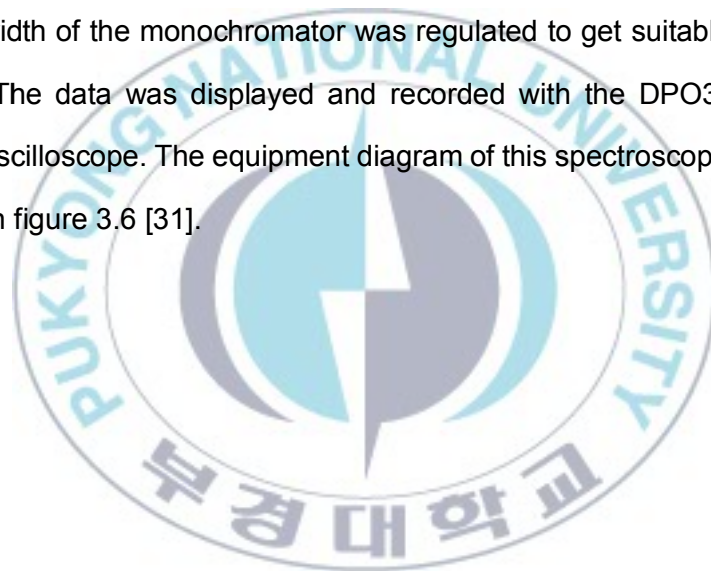 idth of the monochromator was regulated to get suitabl
The data was displayed and recorded with the DPO3
scilloscope. The equipment diagram of this spectroscop
n figure 3.6 [31].
PUKYONG NATIONAL UNIVERSITY
부경대학교